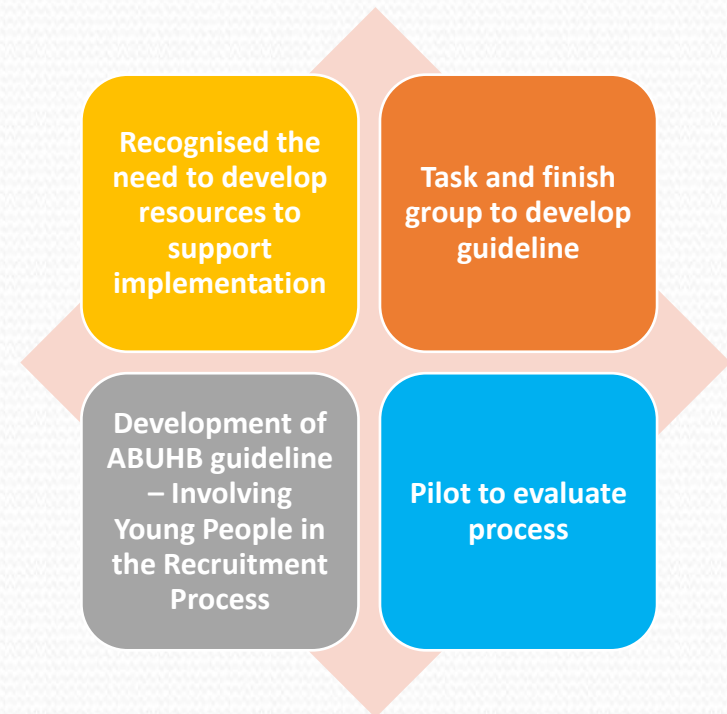 Recognised the
need to develop
resources to
support
implementation
Task and finish
group to develop
guideline
Development of
ABUHB guideline
– Involving
Young People in
the Recruitment
Process
Pilot to evaluate
process